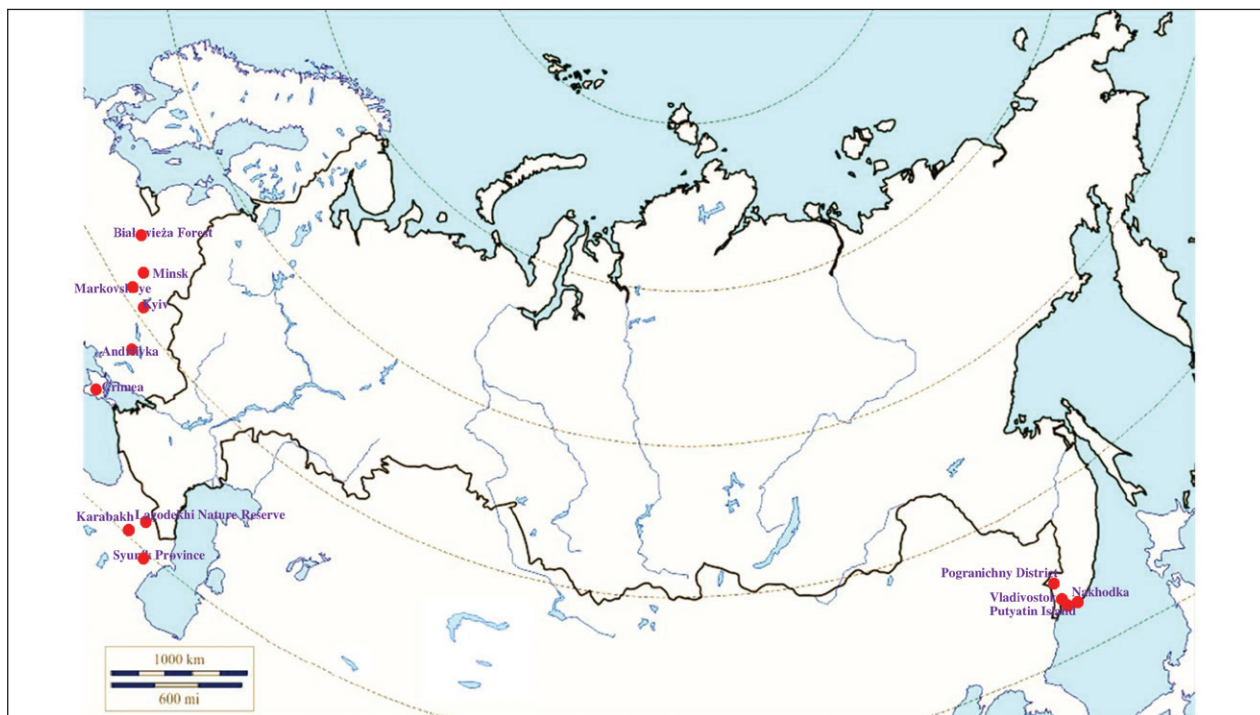 Białowieża Forest
Minsk
Markovskoye
Kyiv
Andriivka
Crimea
Karabakh
Lagodekhi Nature Reserve
Syunik Province
Pogranichny District
Vladivostok
Nakhodka
Putyatin Island
1000 km
600 mi